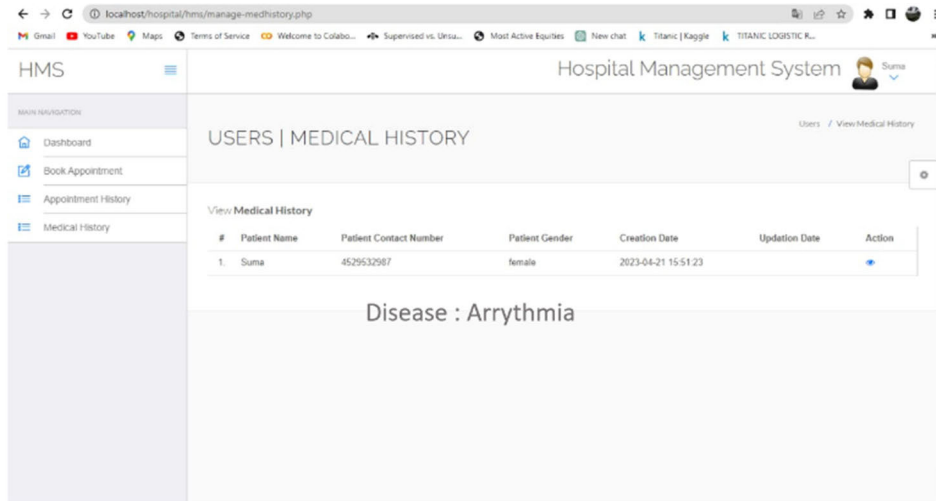 localhost/hospital/hms/manage-medhistory.php
Gmail YouTube Maps Terms of Service CO Welcome to Colabo... Supervised vs. Unsu... Most Active Equities New chat k Titanic | Kaggle k TITANIC LOGISTIC R...
HMS
Hospital Management System
Suma
MAIN NAVIGATION
Dashboard
Book Appointment
Appointment History
Medical History
USERS | MEDICAL HISTORY
Users / View Medical History
View Medical History
# Patient Name Patient Contact Number Patient Gender Creation Date Updation Date Action
1. Suma 4529532987 female 2023-04-21 15:51:23
Disease : Arrythmia